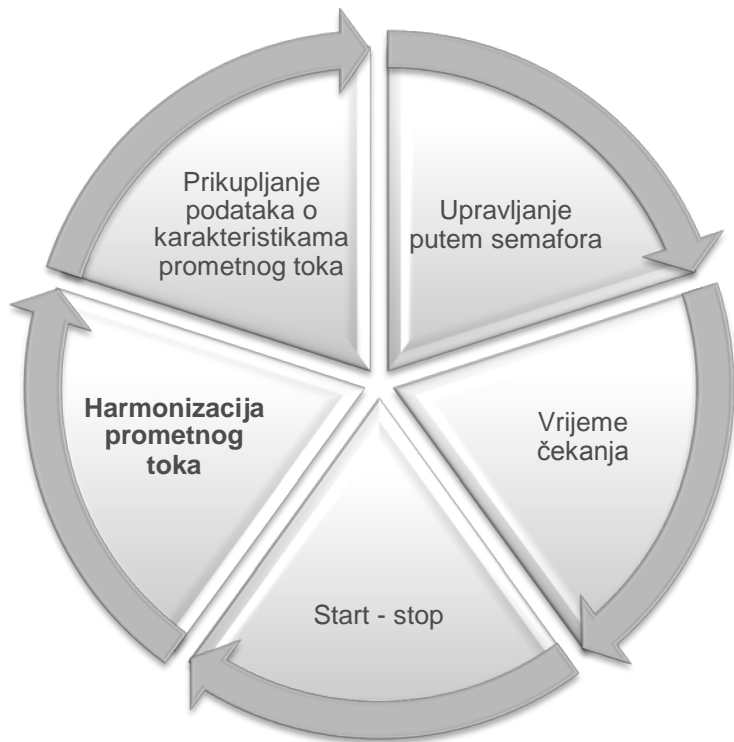 Prikupljanje
podataka o
karakteristikama
prometnog toka
Upravljanje
putem semafora
Vrijeme
čekanja
Start - stop
Harmonizacija
prometnog
toka